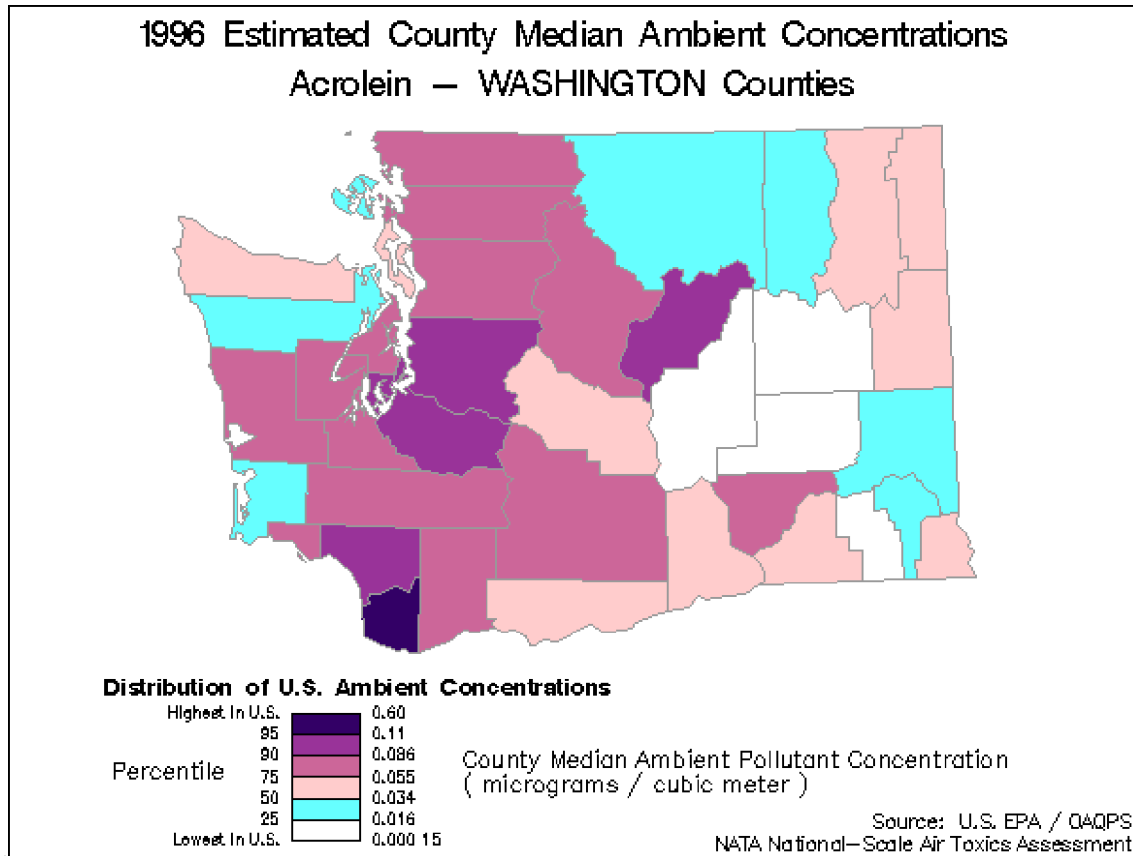 1996 Estimated County Median Ambient Concentrations
Acrolein – WASHINGTON Counties
Distribution of U.S. Ambient Concentrations
Highest In U.S. 0.60
95 0.11
90 0.086
75 0.055
50 0.034
25 0.016
Lowest In U.S. 0.000 15
Percentile
County Median Ambient Pollutant Concentration
( micrograms / cubic meter )
Source: U.S. EPA / OAQPS
NATA National-Scale Air Toxics Assessment